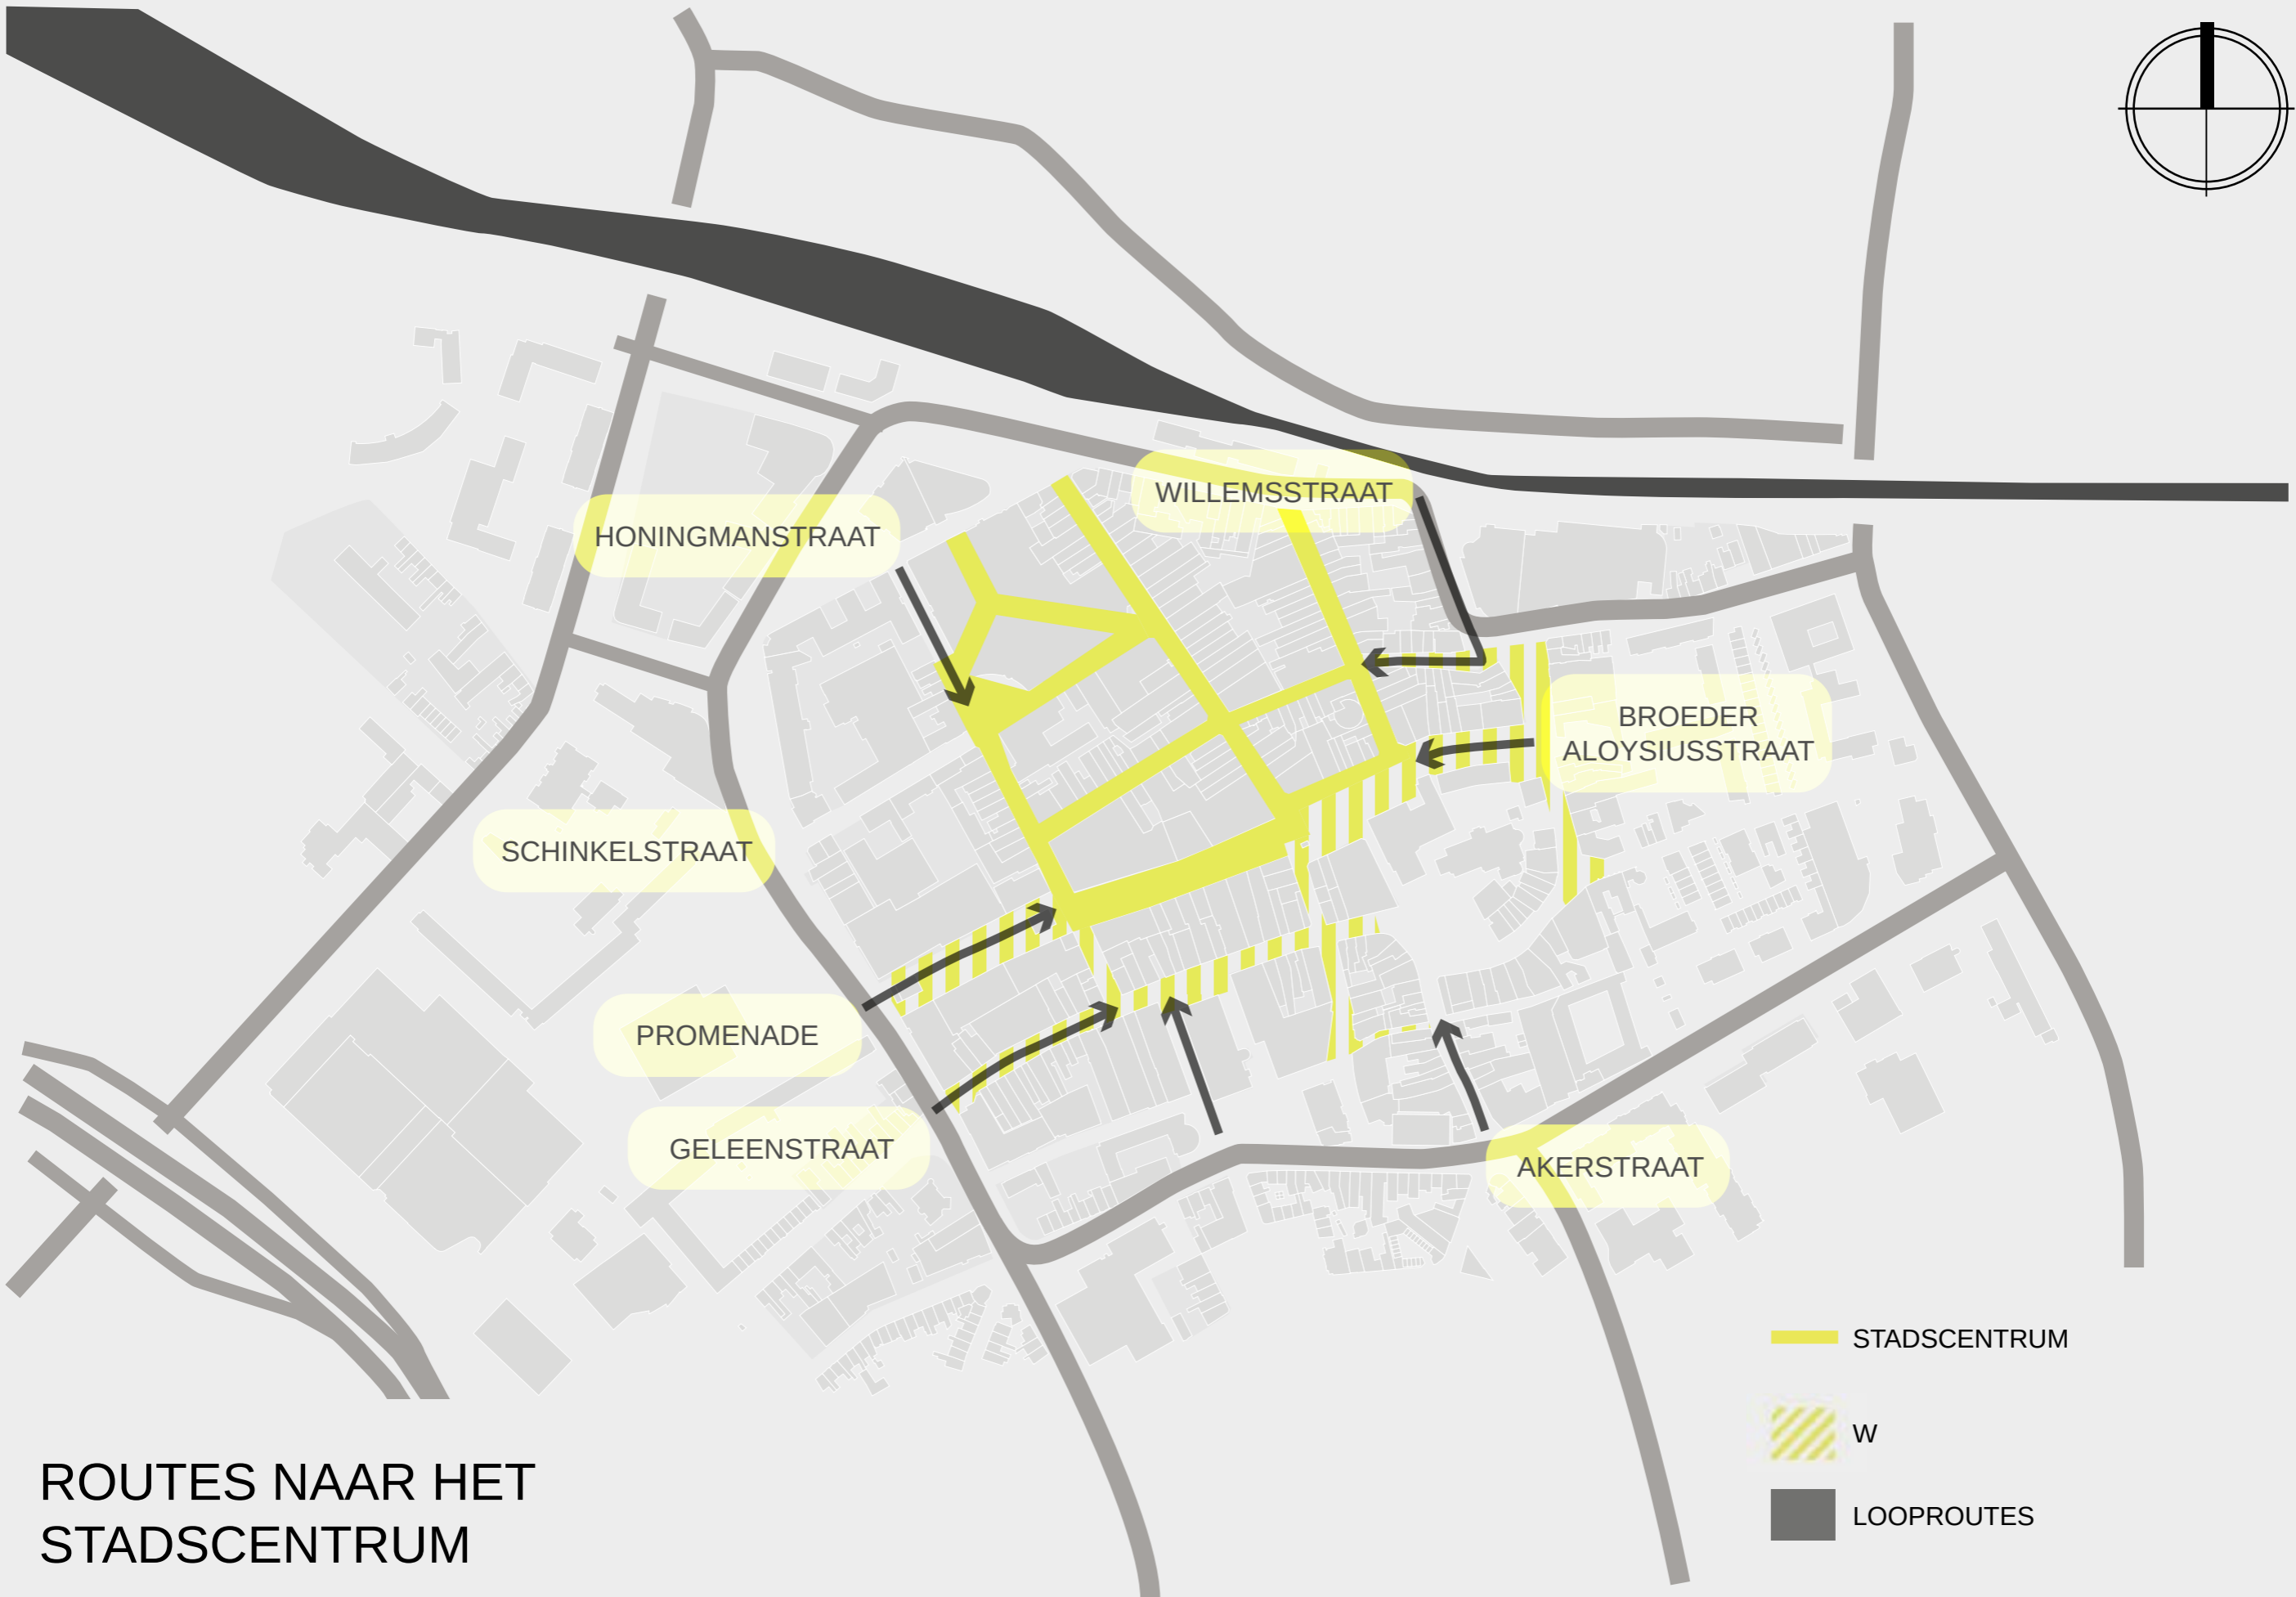 WILLEMSSTRAAT
HONINGMANSTRAAT
BROEDER
ALOYSIUSSTRAAT
SCHINKELSTRAAT
PROMENADE
GELEENSTRAAT
AKERSTRAAT
STADSCENTRUM
W
LOOPROUTES
ROUTES NAAR HET
STADSCENTRUM